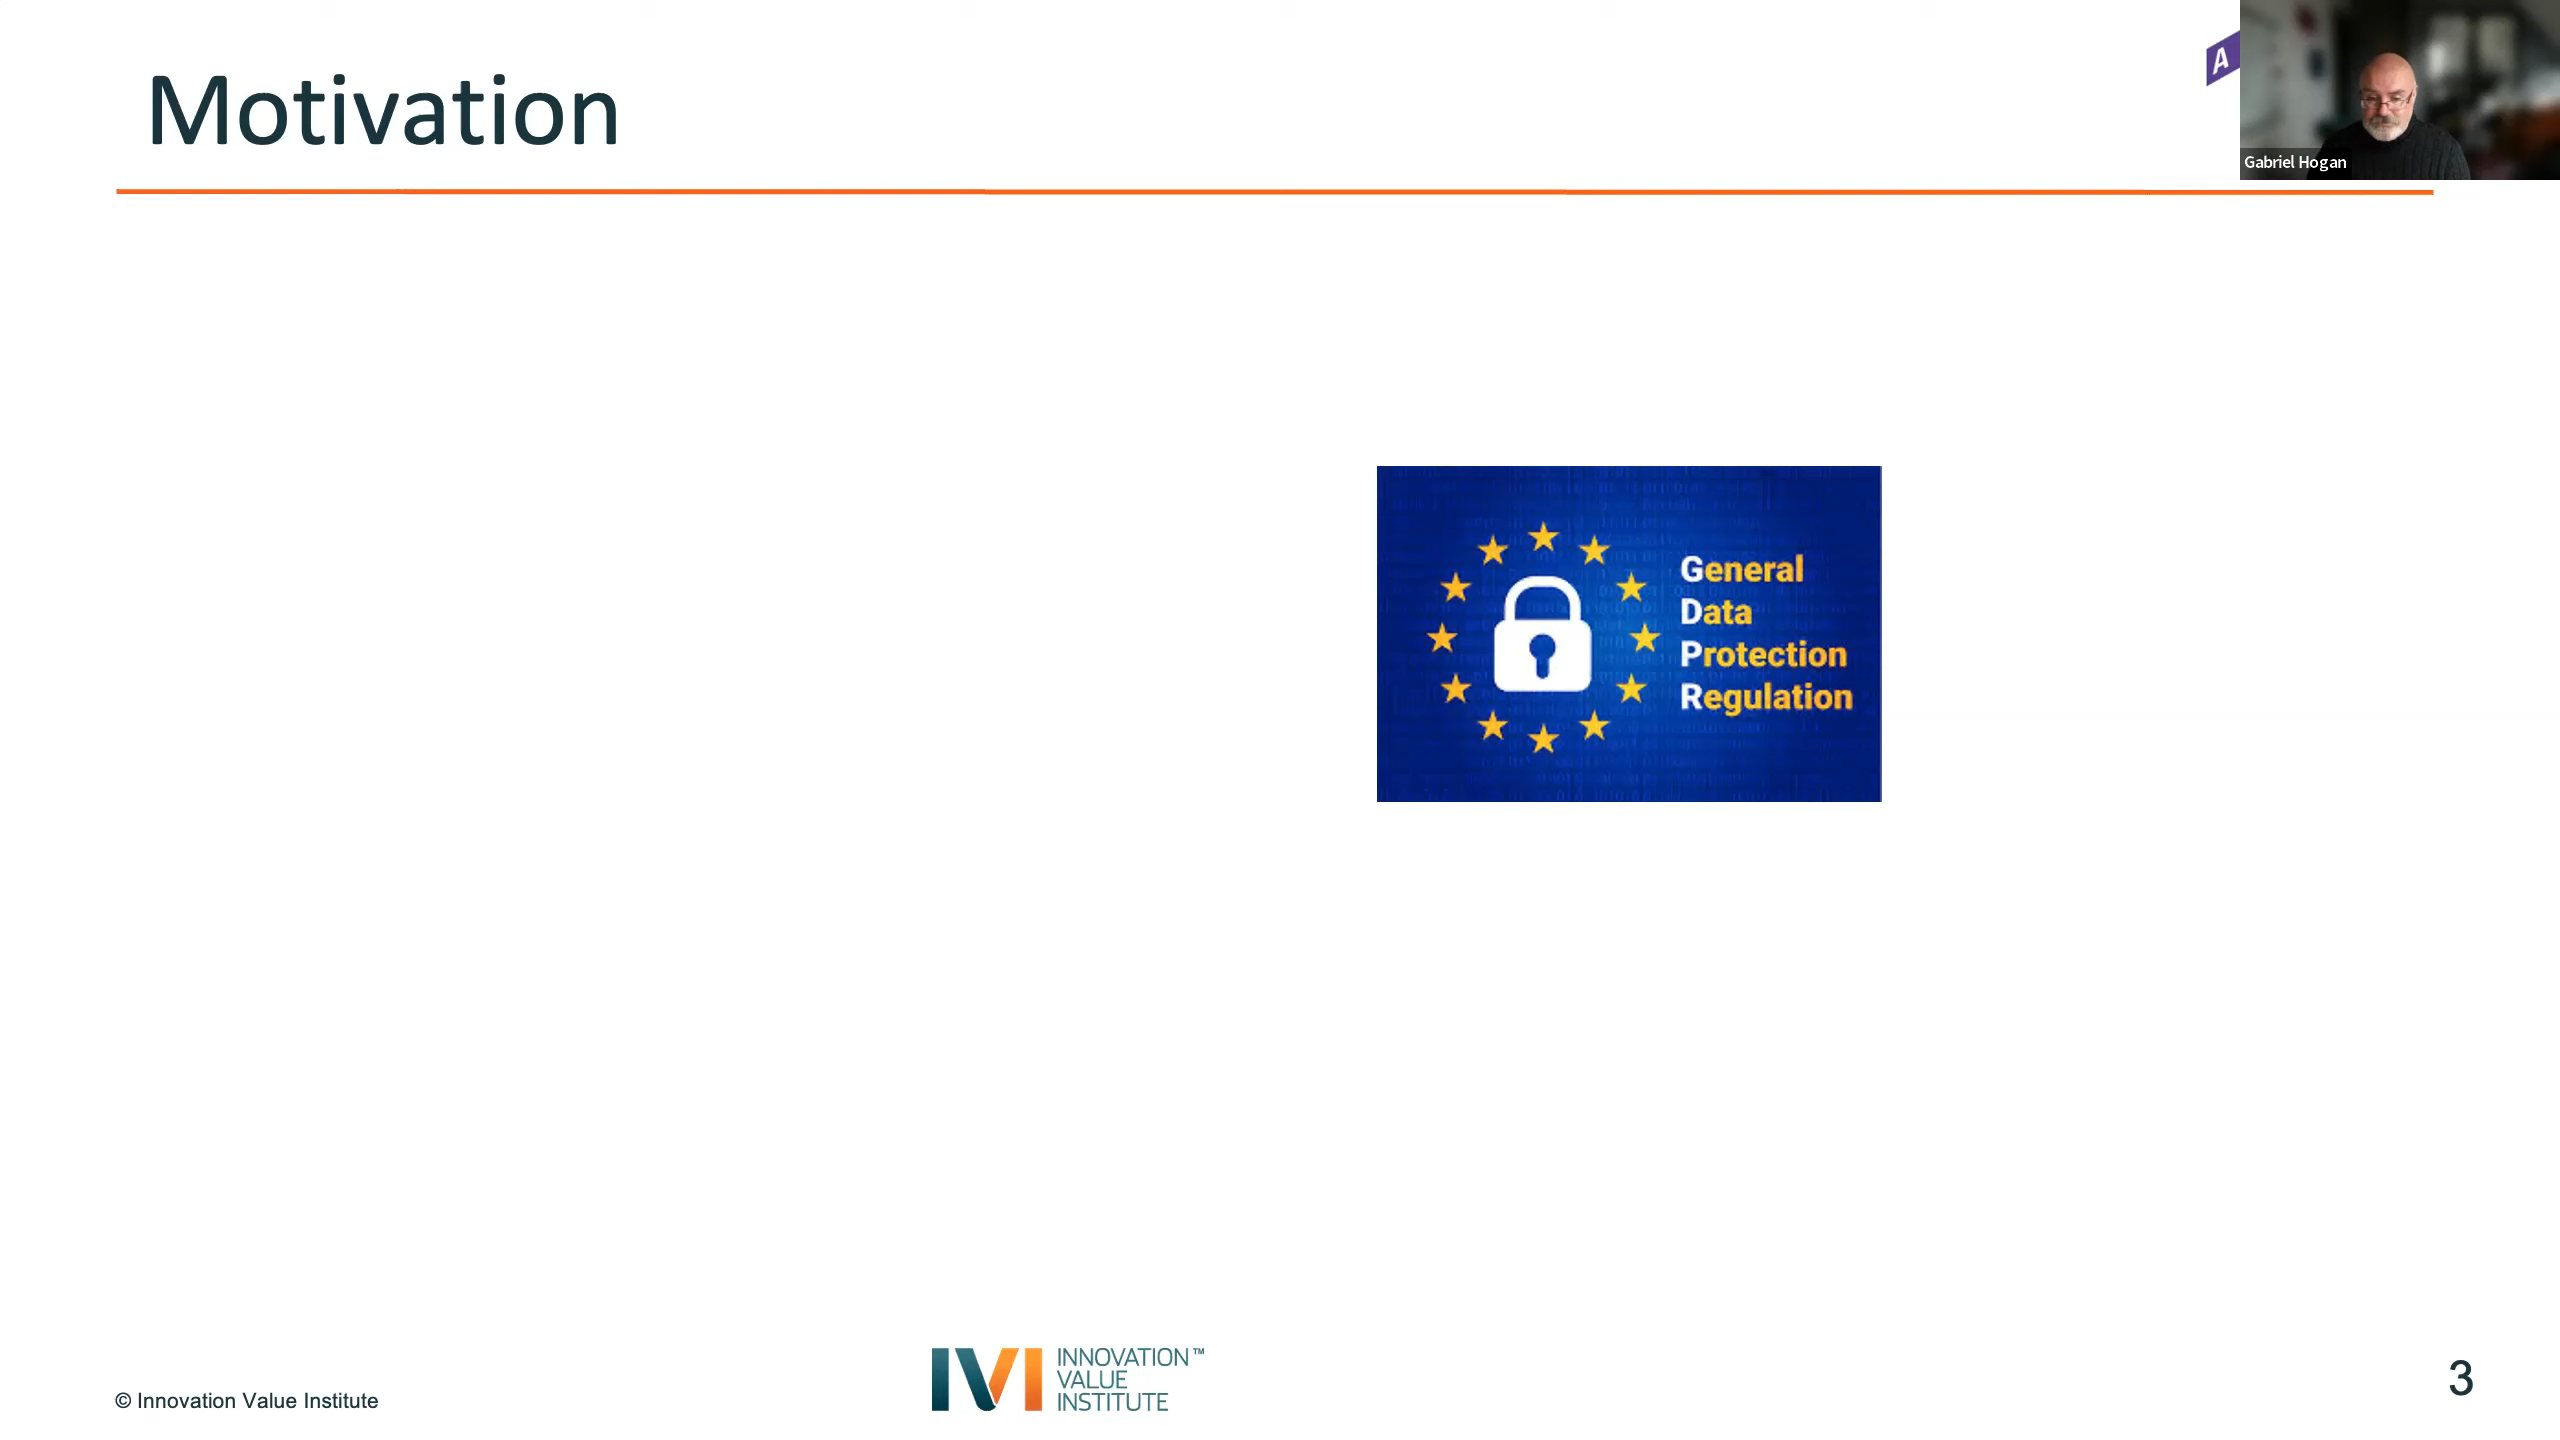 Motivation
A
Gabriel Hogan
General
Data
Protection
Regulation
© Innovation Value Institute
IVI
INNOVATION™
VALUE
INSTITUTE
3